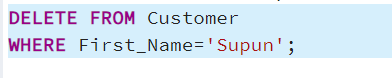 DELETE FROM Customer
WHERE First_Name='Supun';